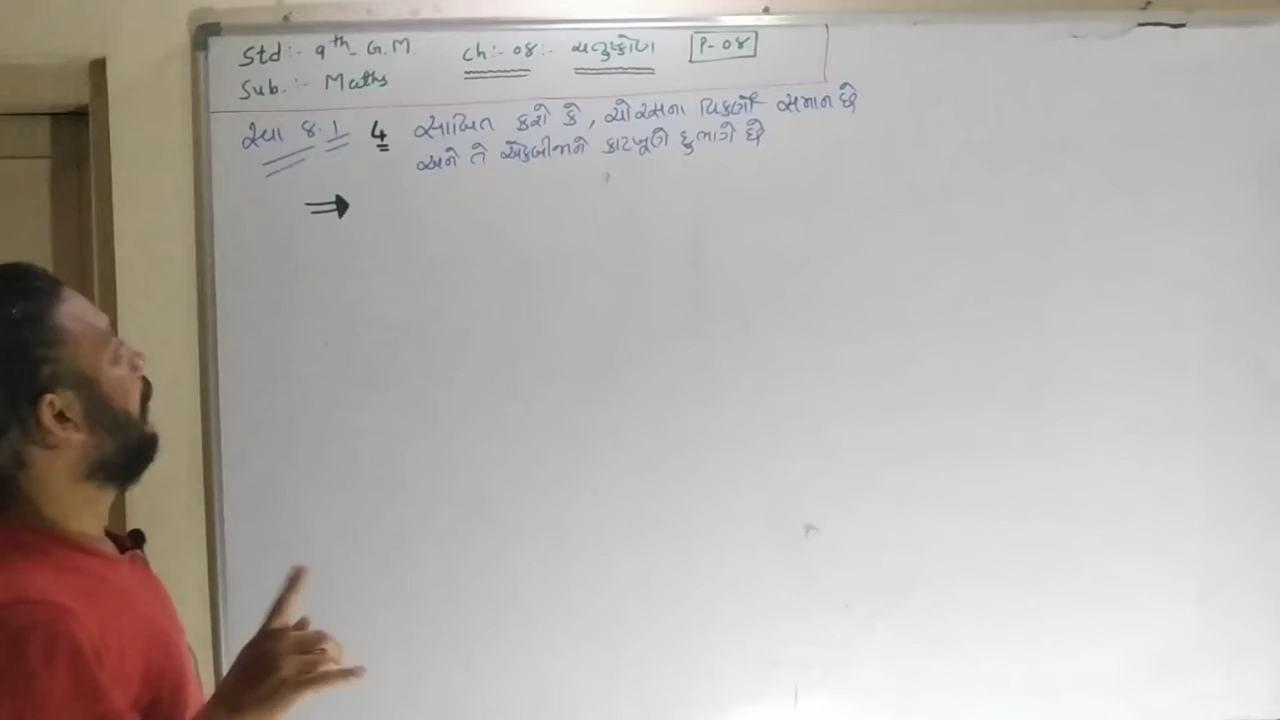 Std:- 9th G.M. ch:- 08:- ચતુષ્કોણ P-08
Sub.:- Maths
સ્વા 8.1 4 સાબિત કરો કે, ચોરસના વિકર્ણો સમાન છે
અને તે એકબીજાને કાટખૂણે દુભાગે છે
⇒